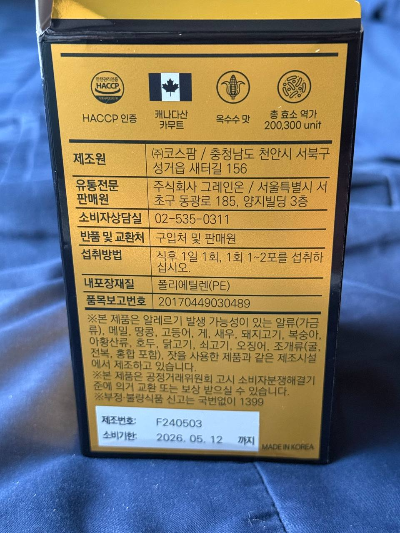 HACCP
HACCP 인증
캐나다산
카무트
옥수수 맛
총 효소 역가
200,300 unit
제조원
㈜코스팜 / 충청남도 천안시 서북구
성거읍 새터길 156
유통전문
판매원
주식회사 그레인온 / 서울특별시 서
초구 동광로 185, 양지빌딩 3층
소비자상담실 02-535-0311
반품 및 교환처 구입처 및 판매원
섭취방법
식후 1일 1회, 1회 1~2포를 섭취하
십시오.
내포장재질 폴리에틸렌(PE)
품목보고번호 20170449030489
※본 제품은 알레르기 발생 가능성이 있는 알류(가금
류), 메밀, 땅콩, 고등어, 게, 새우, 돼지고기, 복숭아,
아황산류, 호두, 닭고기, 쇠고기, 오징어, 조개류(굴,
전복, 홍합 포함), 잣을 사용한 제품과 같은 제조시설
에서 제조하고 있습니다.
※본 제품은 공정거래위원회 고시 소비자분쟁해결기
준에 의거 교환 또는 보상 받으실 수 있습니다.
※부정·불량식품 신고는 국번없이 1399
제조번호: F240503
소비기한: 2026. 05. 12 까지
MADE IN KOREA